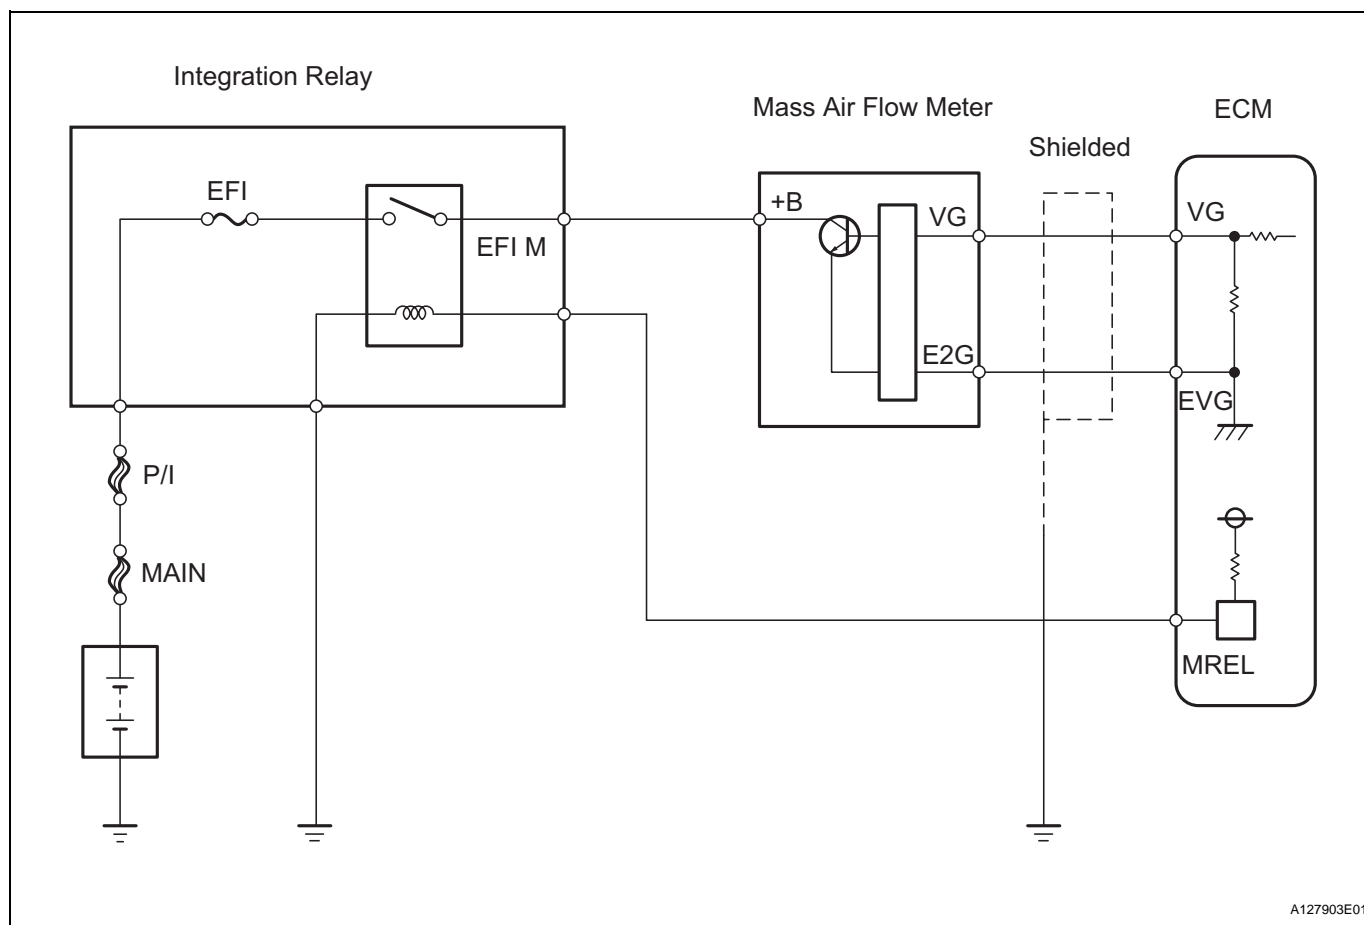 Integration Relay
Mass Air Flow Meter
ECM
Shielded
EFI
+B
VG
VG
EFI M
E2G
EVG
P/I
MAIN
MREL
A127903E01